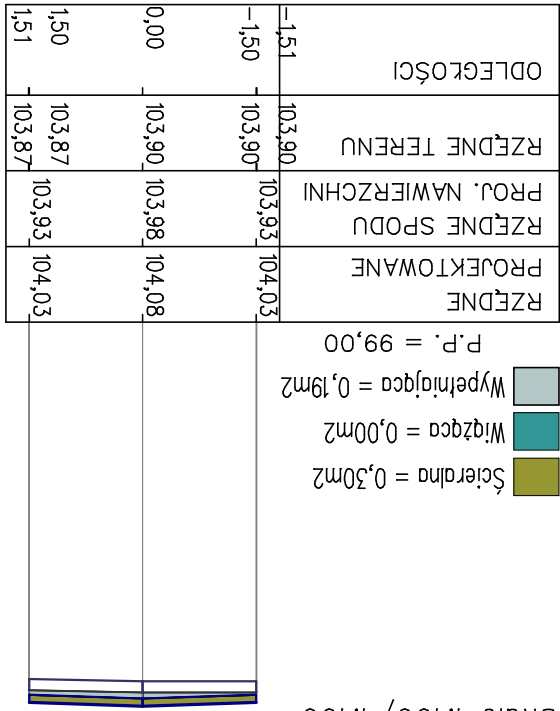 Ścieralna = 0,30m2
Wiążąca = 0,00m2
Wypełniająca = 0,19m2
P.P. = 99,00
RZĘDNE
PROJEKTOWANE
104,03
104,08
104,03
RZĘDNE SPODU
PROJ. NAWIERZCHNI
103,93
103,98
103,93
RZĘDNE TERENU
103,90
103,90
103,90
103,87
103,87
ODLEGŁOŚCI
-1,51
-1,50
0,00
1,50
1,51